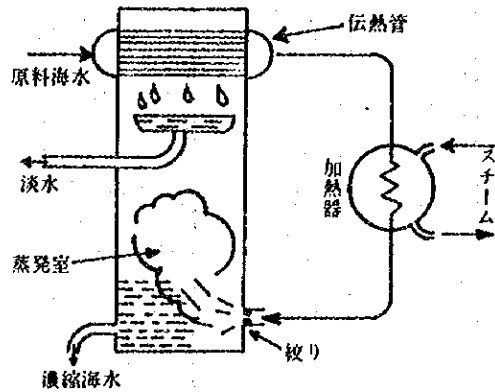 伝熱管
原料海水
淡水
加熱器
スチーム
蒸発室
絞り
濃縮海水